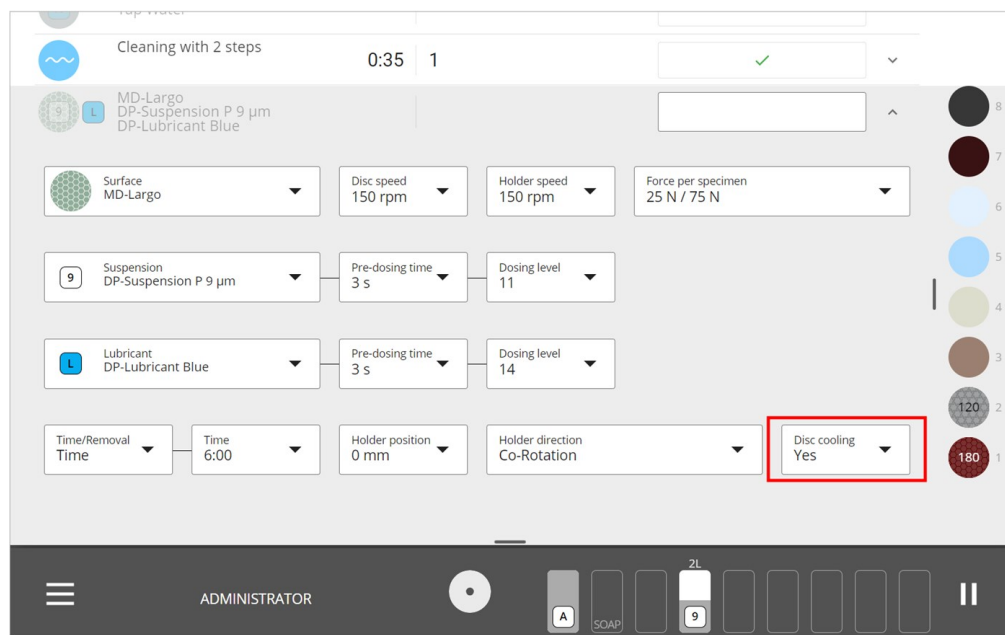 Tap Water
Cleaning with 2 steps
0:35 1
MD-Largo
DP-Suspension P 9 µm
DP-Lubricant Blue
9 L
8
7
6
5
4
3
120 2
180 1
Surface
MD-Largo
Disc speed
150 rpm
Holder speed
150 rpm
Force per specimen
25 N / 75 N
9
Suspension
DP-Suspension P 9 µm
Pre-dosing time
3 s
Dosing level
11
L
Lubricant
DP-Lubricant Blue
Pre-dosing time
3 s
Dosing level
14
Time/Removal
Time
Time
6:00
Holder position
0 mm
Holder direction
Co-Rotation
Disc cooling
Yes
ADMINISTRATOR
A
SOAP
2L
9